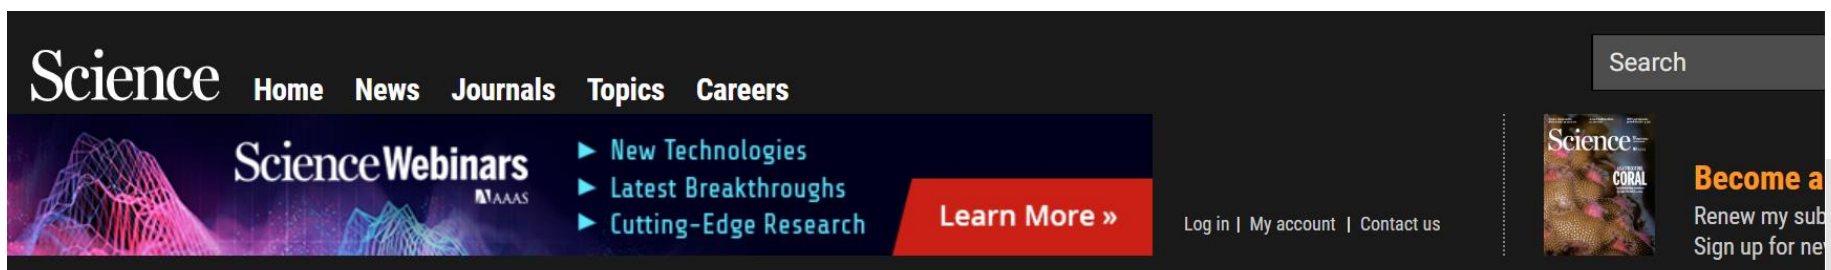 Science
Home News Journals Topics Careers
Search
ScienceWebinars
AAAS
New Technologies
Latest Breakthroughs
Cutting-Edge Research
Learn More »
Log in | My account | Contact us
Science
CORAL
Become a
Renew my sub
Sign up for ne